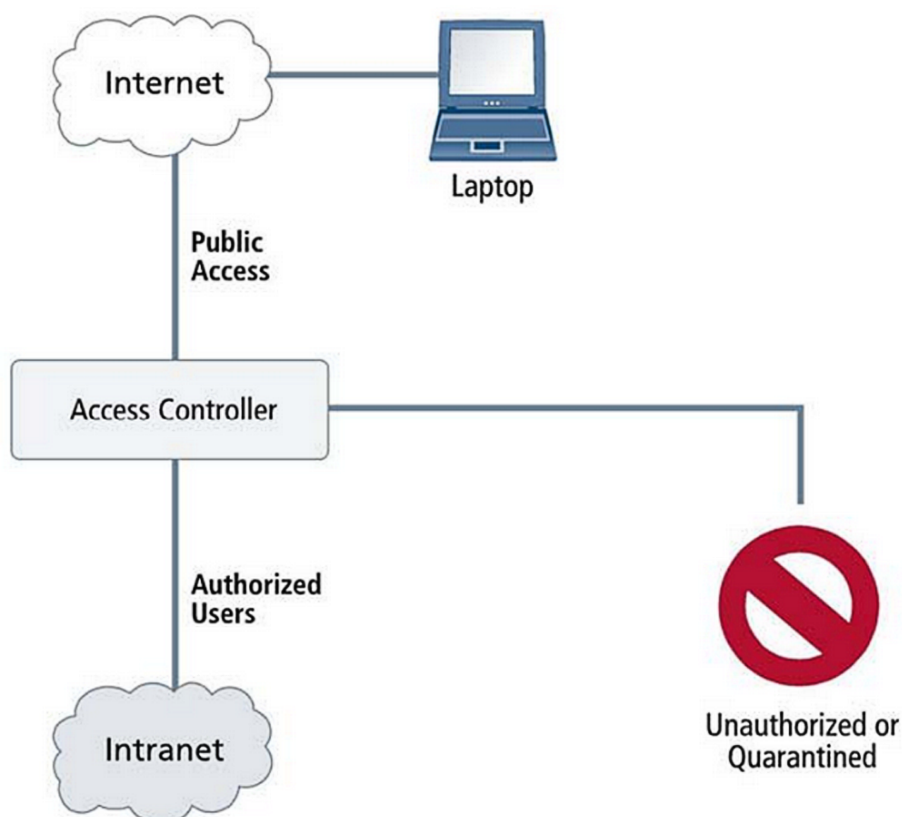 Internet
Laptop
Public
Access
Access Controller
Authorized
Users
Intranet
Unauthorized or
Quarantined